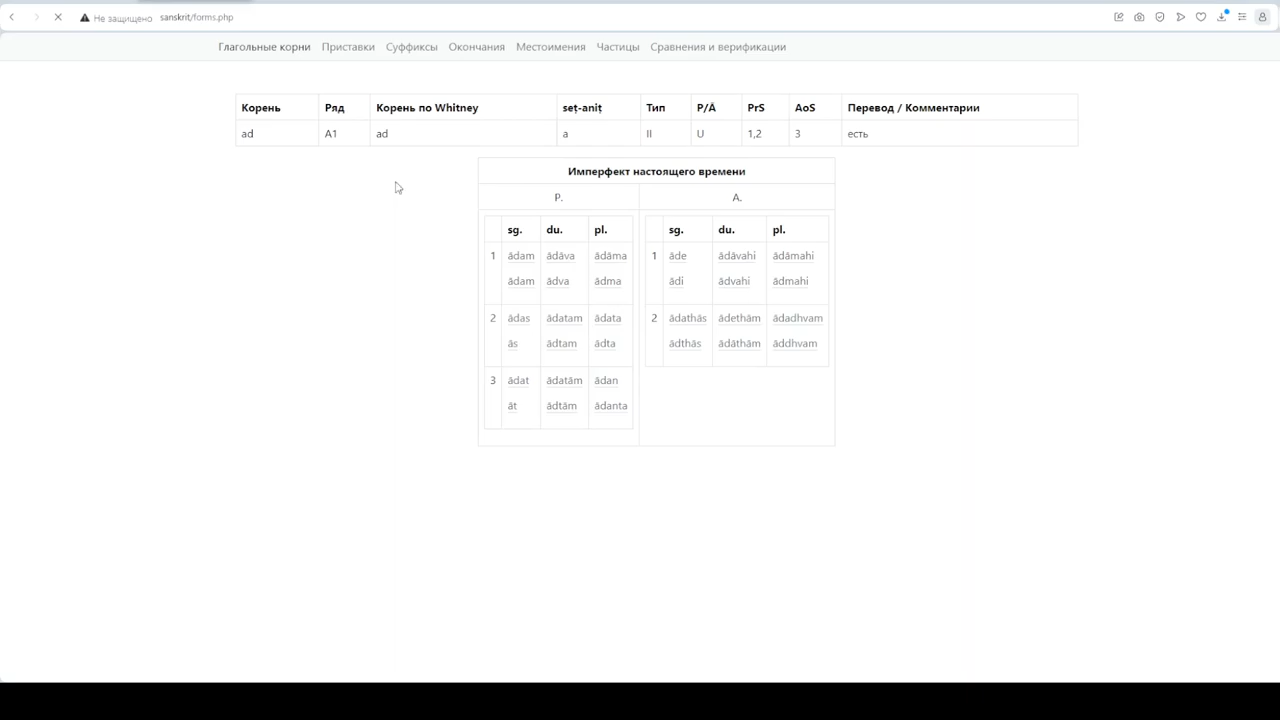 Не защищено sanskrit/forms.php
Глагольные корни Приставки Суффиксы Окончания Местоимения Частицы Сравнения и верификации
Корень Ряд Корень по Whitney seṭ-aniṭ Тип P/Ā PrS AoS Перевод / Комментарии
ad A1 ad a II U 1,2 3 есть
Имперфект настоящего времени
P. A.
sg. du. pl. sg. du. pl.
1 ādam ādāva ādāma 1 āde ādāvahi ādāmahi
ādam ādva ādma ādi ādvahi ādmahi
2 ādas ādatam ādata 2 ādathās ādethām ādadhvam
ās ādtam ādta ādthās ādāthām āddhvam
3 ādat ādatām ādan
āt ādtām ādanta